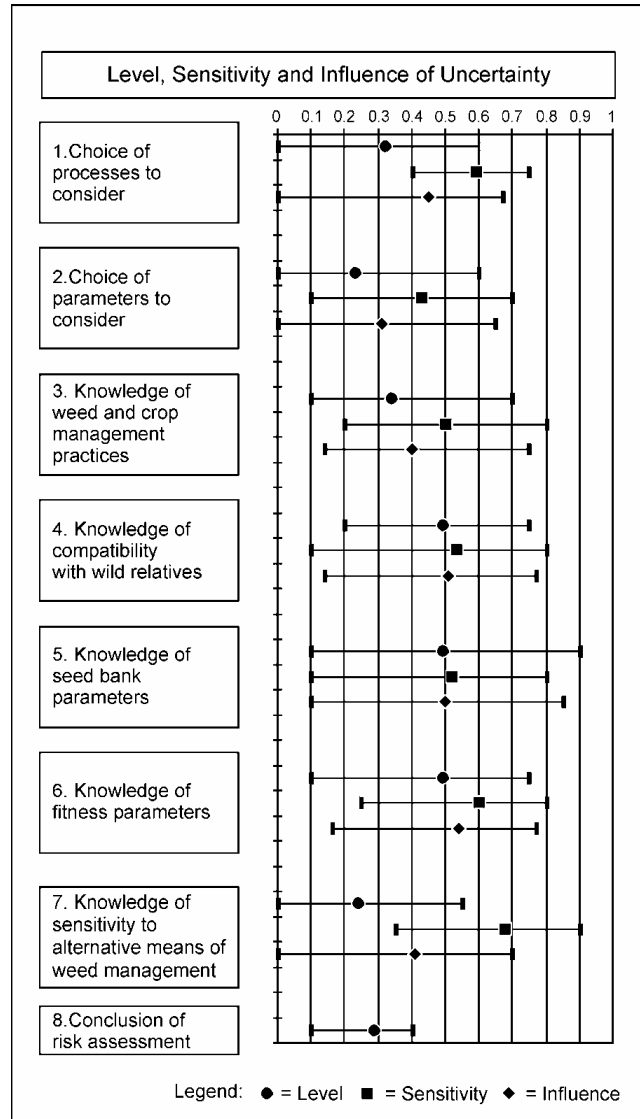 Level, Sensitivity and Influence of Uncertainty
0 0.1 0.2 0.3 0.4 0.5 0.6 0.7 0.8 0.9 1
1.Choice of
processes to
consider
2.Choice of
parameters to
consider
3. Knowledge of
weed and crop
management
practices
4. Knowledge of
compatibility
with wild relatives
5. Knowledge of
seed bank
parameters
6. Knowledge of
fitness parameters
7. Knowledge of
sensitivity to
alternative means of
weed management
8.Conclusion of
risk assessment
Legend: ● = Level ■ = Sensitivity ◆ = Influence